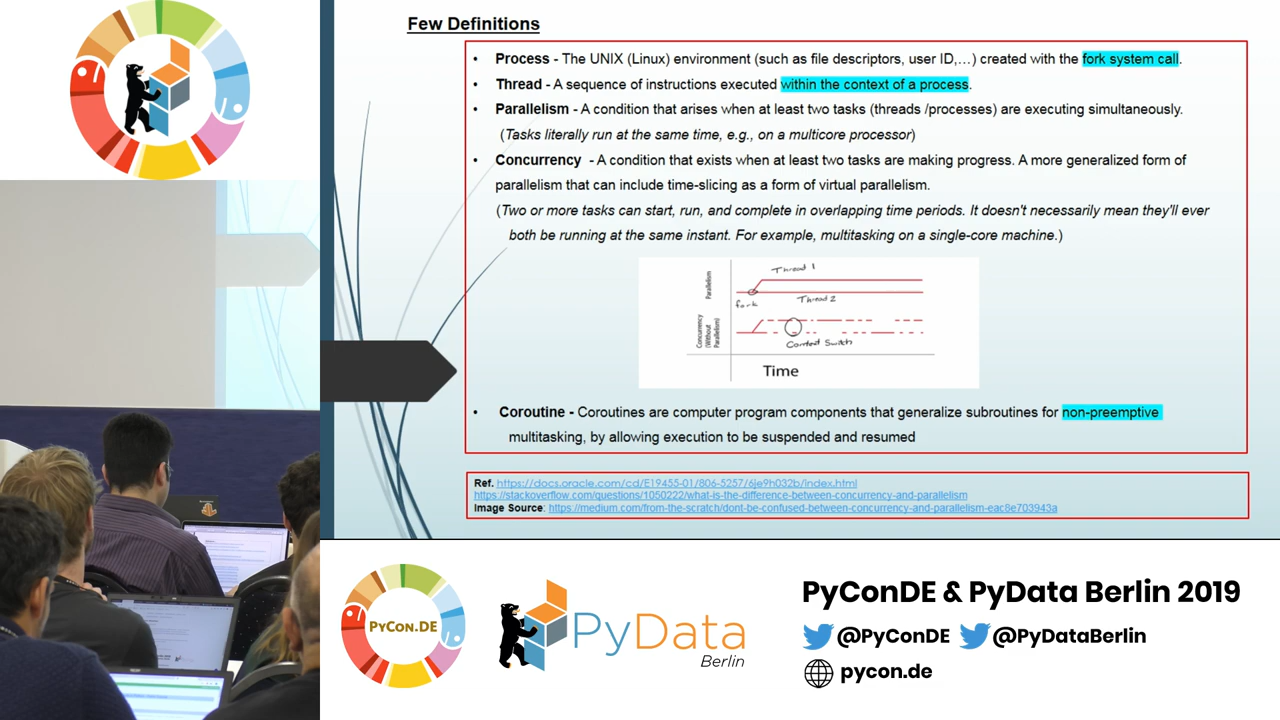 Few Definitions
• Process - The UNIX (Linux) environment (such as file descriptors, user ID,…) created with the fork system call.
• Thread - A sequence of instructions executed within the context of a process.
• Parallelism – A condition that arises when at least two tasks (threads /processes) are executing simultaneously.
(Tasks literally run at the same time, e.g., on a multicore processor)
• Concurrency - A condition that exists when at least two tasks are making progress. A more generalized form of
parallelism that can include time-slicing as a form of virtual parallelism.
(Two or more tasks can start, run, and complete in overlapping time periods. It doesn't necessarily mean they'll ever
both be running at the same instant. For example, multitasking on a single-core machine.)
Parallelism
Thread 1
fork
Thread 2
Concurrency
(Without
Parallelism)
Context Switch
Time
• Coroutine - Coroutines are computer program components that generalize subroutines for non-preemptive
multitasking, by allowing execution to be suspended and resumed
Ref. https://docs.oracle.com/cd/E19455-01/806-5257/6je9h032b/index.html
https://stackoverflow.com/questions/1050222/what-is-the-difference-between-concurrency-and-parallelism
Image Source: https://medium.com/from-the-scratch/dont-be-confused-between-concurrency-and-parallelism-eac8e703943a
PYCON.DE
PyData
Berlin
PyConDE & PyData Berlin 2019
@PyConDE @PyDataBerlin
pycon.de